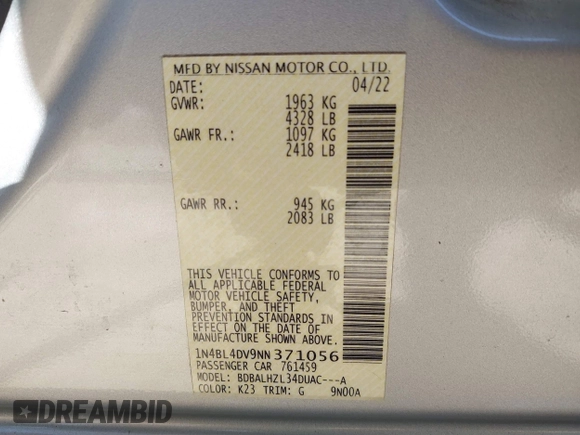 MFD BY NISSAN MOTOR CO., LTD.
DATE: 04/22
GVWR: 1963 KG
4328 LB
GAWR FR.: 1097 KG
2418 LB
GAWR RR.: 945 KG
2083 LB
THIS VEHICLE CONFORMS TO
ALL APPLICABLE FEDERAL
MOTOR VEHICLE SAFETY,
BUMPER, AND THEFT
PREVENTION STANDARDS IN
EFFECT ON THE DATE OF
MANUFACTURE SHOWN ABOVE.
1N4BL4DV9NN371056
PASSENGER CAR 761459
MODEL: BDBALHZL34DUAC---A
COLOR: K23 TRIM: G 9N00A
DREAMBID